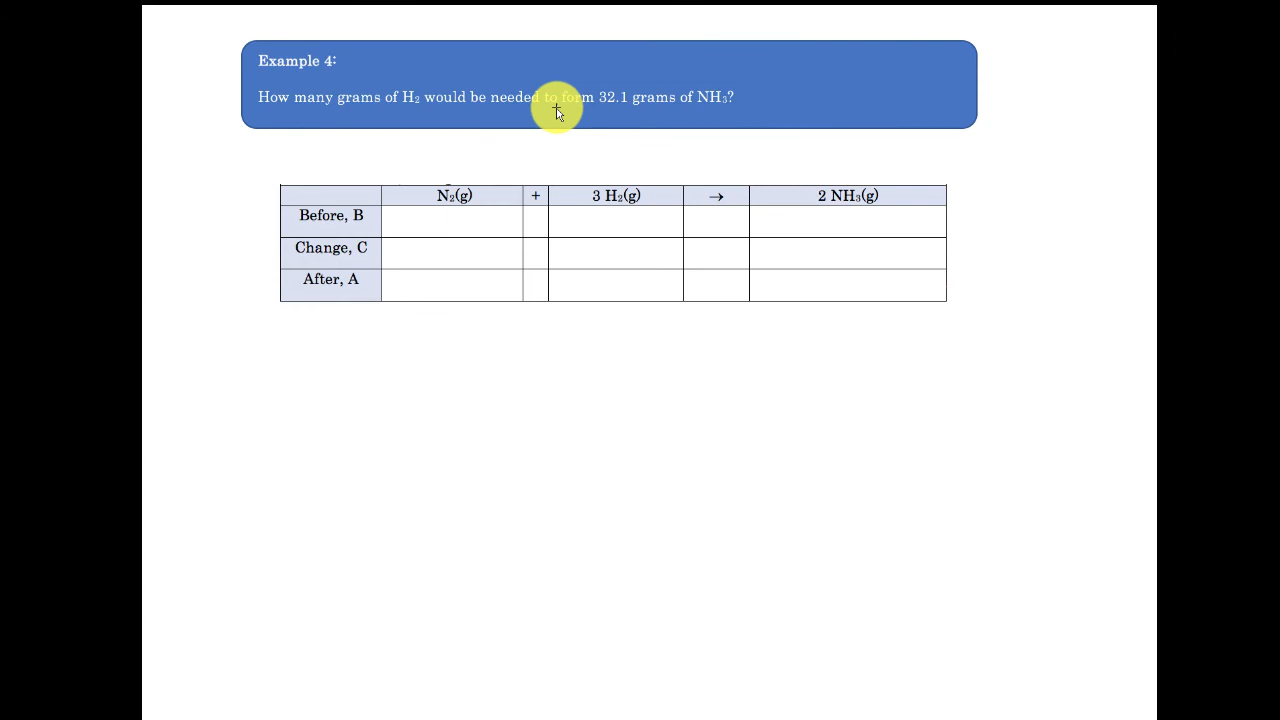 Example 4:
How many grams of H₂ would be needed to form 32.1 grams of NH₃?
N₂(g) + 3 H₂(g) → 2 NH₃(g)
Before, B
Change, C
After, A